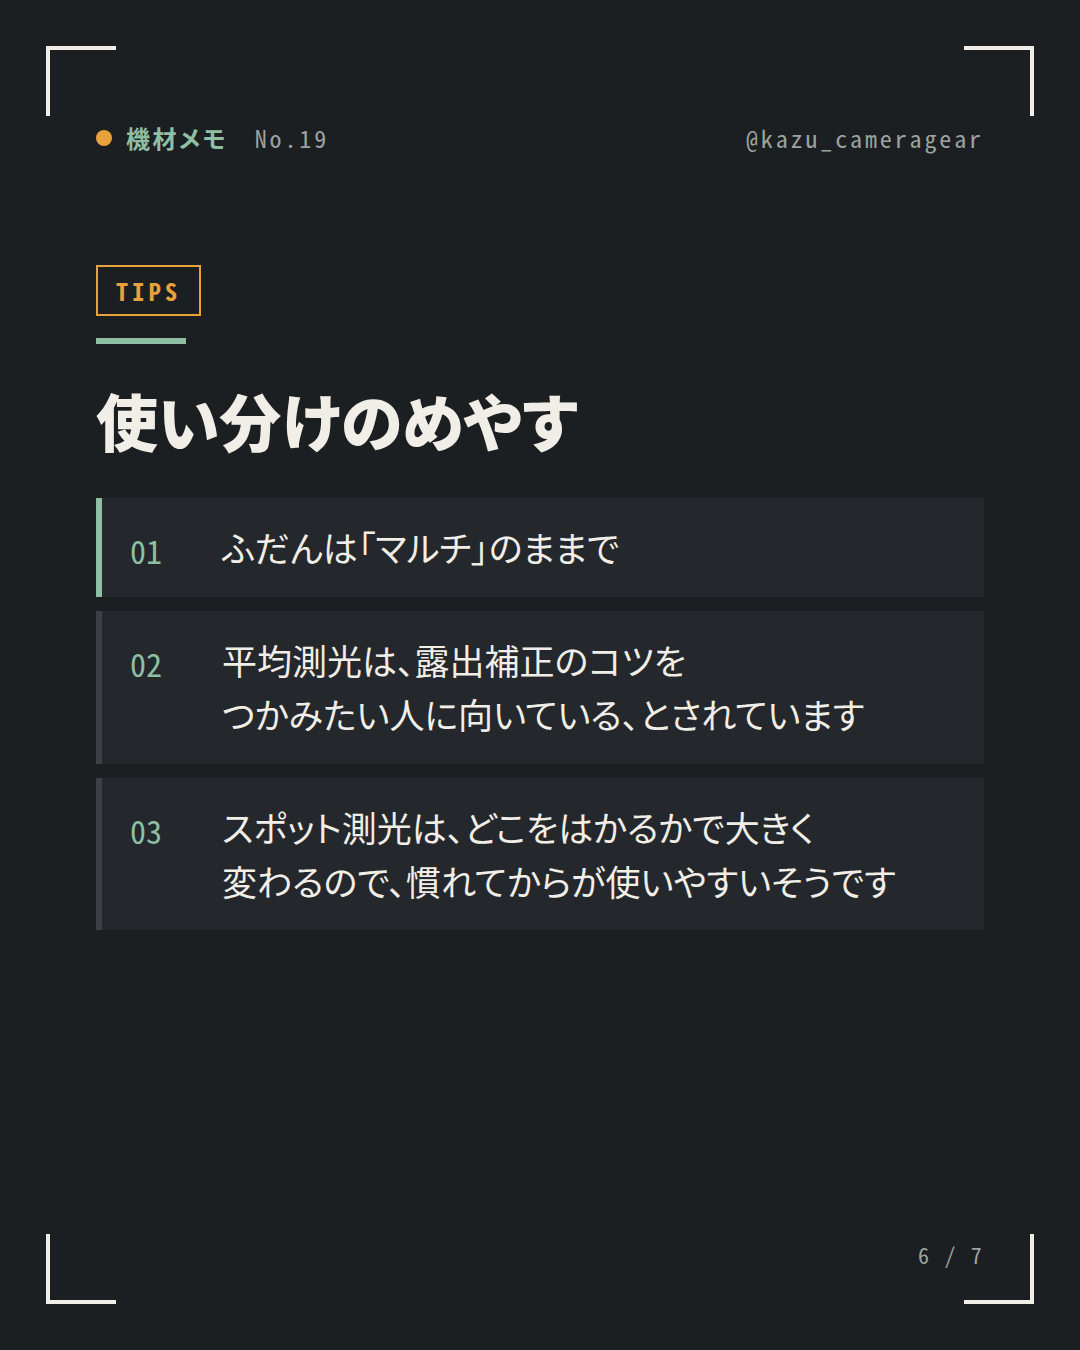 機材メモ No.19
@kazu_cameragear
TIPS
使い分けのめやす
01 ふだんは「マルチ」のままで
02 平均測光は、露出補正のコツを
つかみたい人に向いている、とされています
03 スポット測光は、どこをはかるかで大きく
変わるので、慣れてからが使いやすいそうです
6 / 7